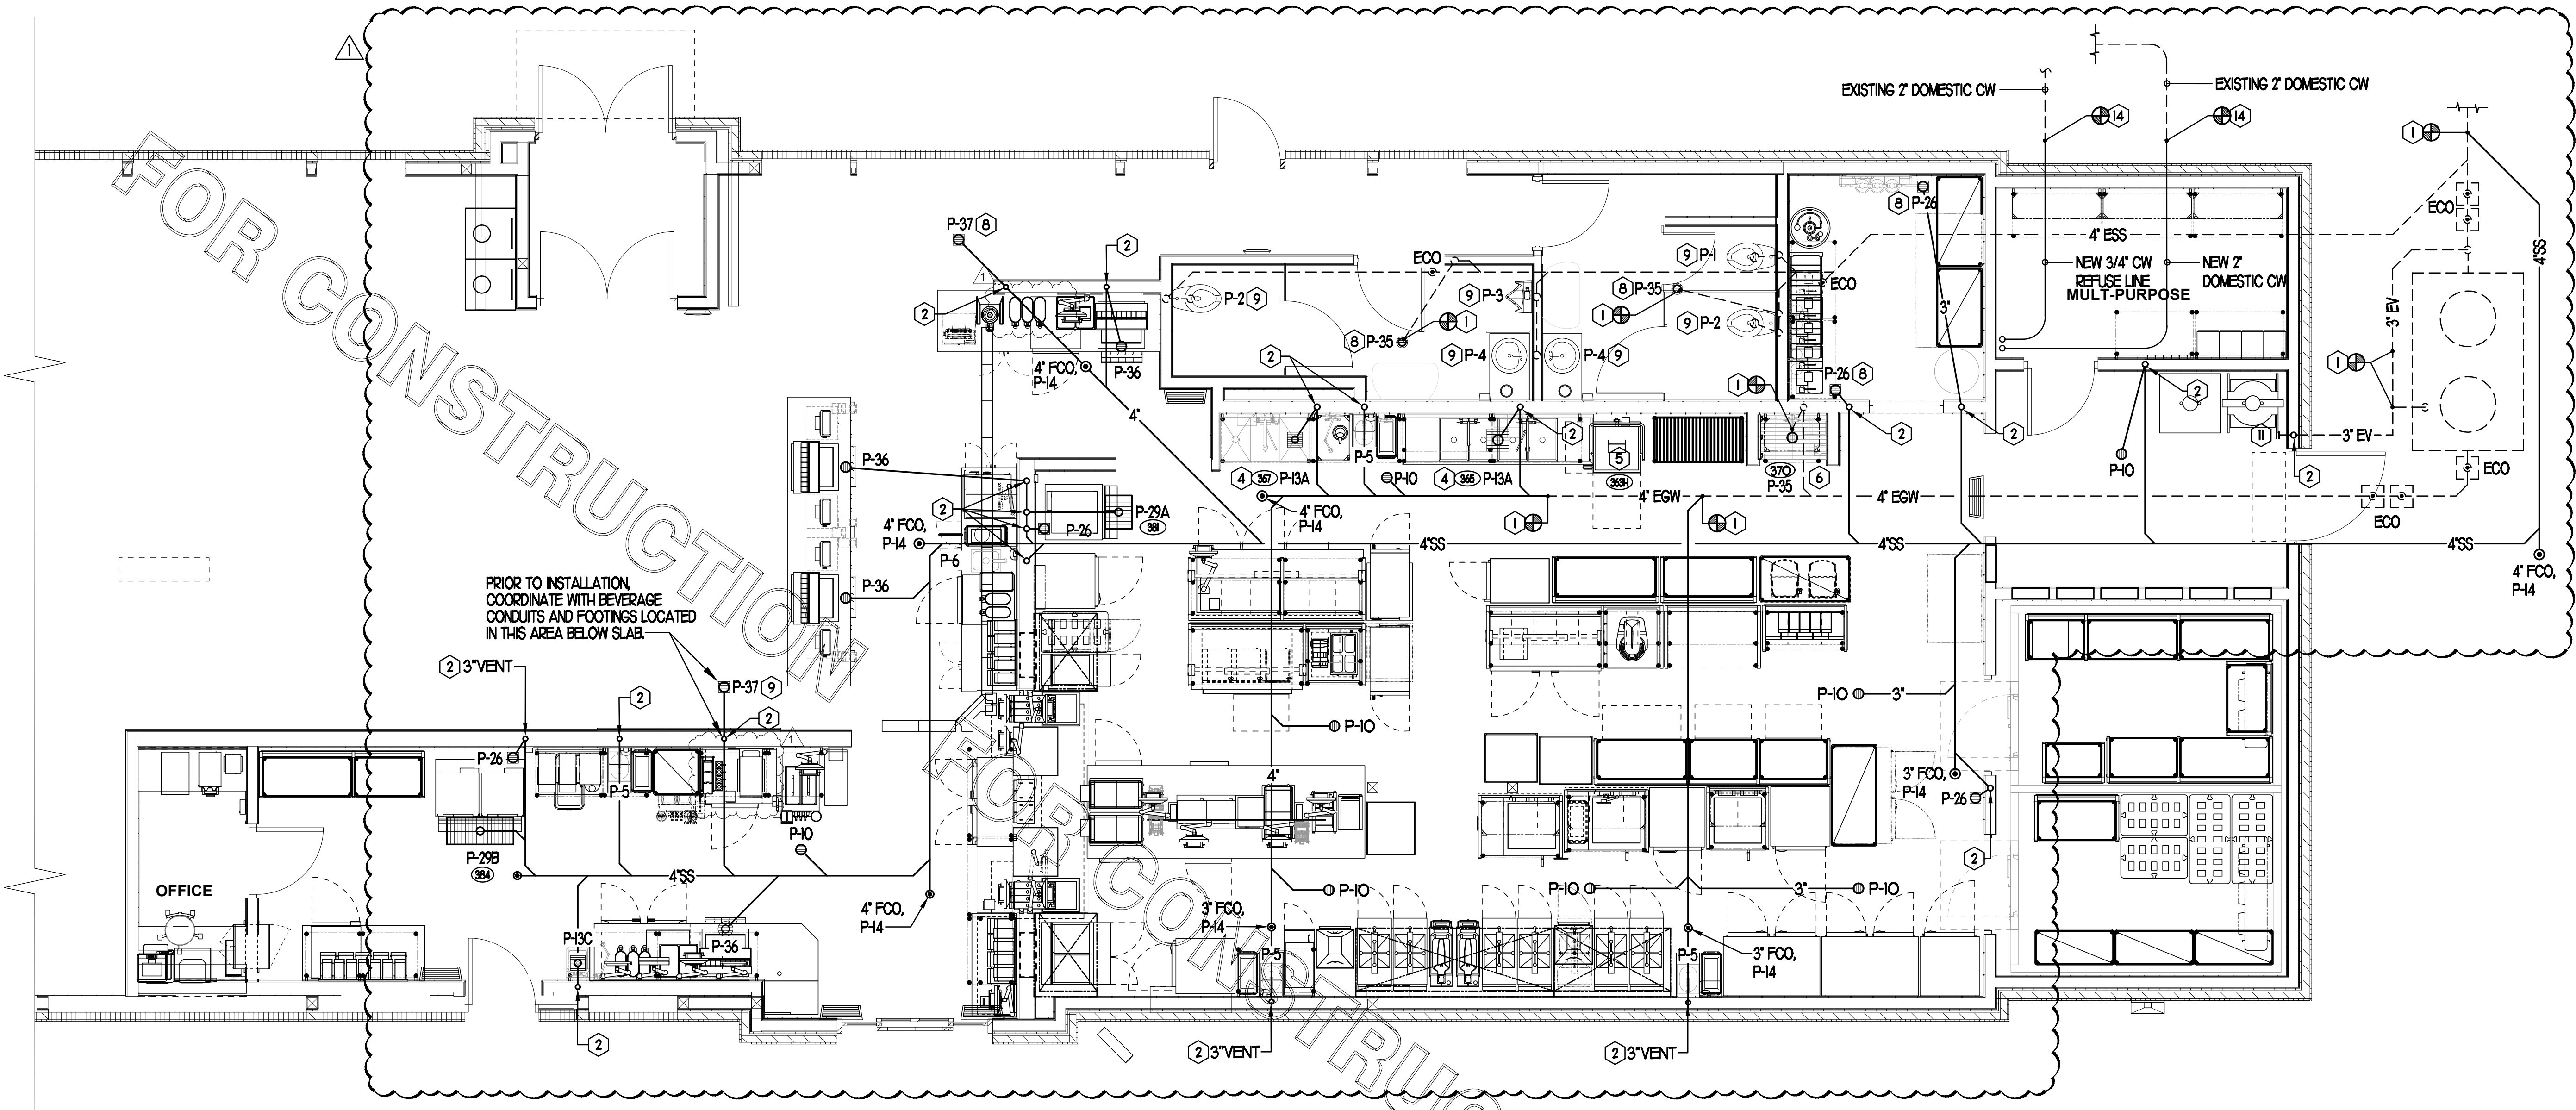 1
EXISTING 2" DOMESTIC CW
EXISTING 2" DOMESTIC CW
14
14
1
FOR CONSTRUCTION
P-37 8
2
8 P-26
ECO
4" ESS
4"SS
NEW 3/4" CW
REFUSE LINE
NEW 2"
DOMESTIC CW
MULT-PURPOSE
ECO
9 P-1
ECO
1
2
P-2 9
9 P-3
8 P-35
1
1
9 P-2
3"
3" EV
8 P-35
9 P-4
P-4 9
2
P-36
4" FCO,
P-14
1
P-26 8
1
2
4"
2
2
2
11
3" EV
P-5
5
P-36
4 367 P-13A
P-10
4 365 P-13A
363H
370
P-35
6
P-10
2
ECO
2
P-29A
381
4" FCO,
P-14
4" EGW
4" EGW
1
1
ECO
P-26
4" FCO,
P-14
4"SS
4"SS
4"SS
P-6
4" FCO,
P-14
P-36
PRIOR TO INSTALLATION,
COORDINATE WITH BEVERAGE
CONDUITS AND FOOTINGS LOCATED
IN THIS AREA BELOW SLAB.
2 3"VENT
P-37 9
2
2
1
P-10
3"
P-10
P-26
P-5
4"
3" FCO,
P-14
P-26
FOR CONSTRUC
P-10
P-29B
384
2
4"SS
OFFICE
P-10
P-10
3"
P-10
4" FCO,
P-14
3" FCO,
P-14
P-13C
P-36
P-5
P-5
3" FCO,
P-14
2
2 3"VENT
2 3"VENT